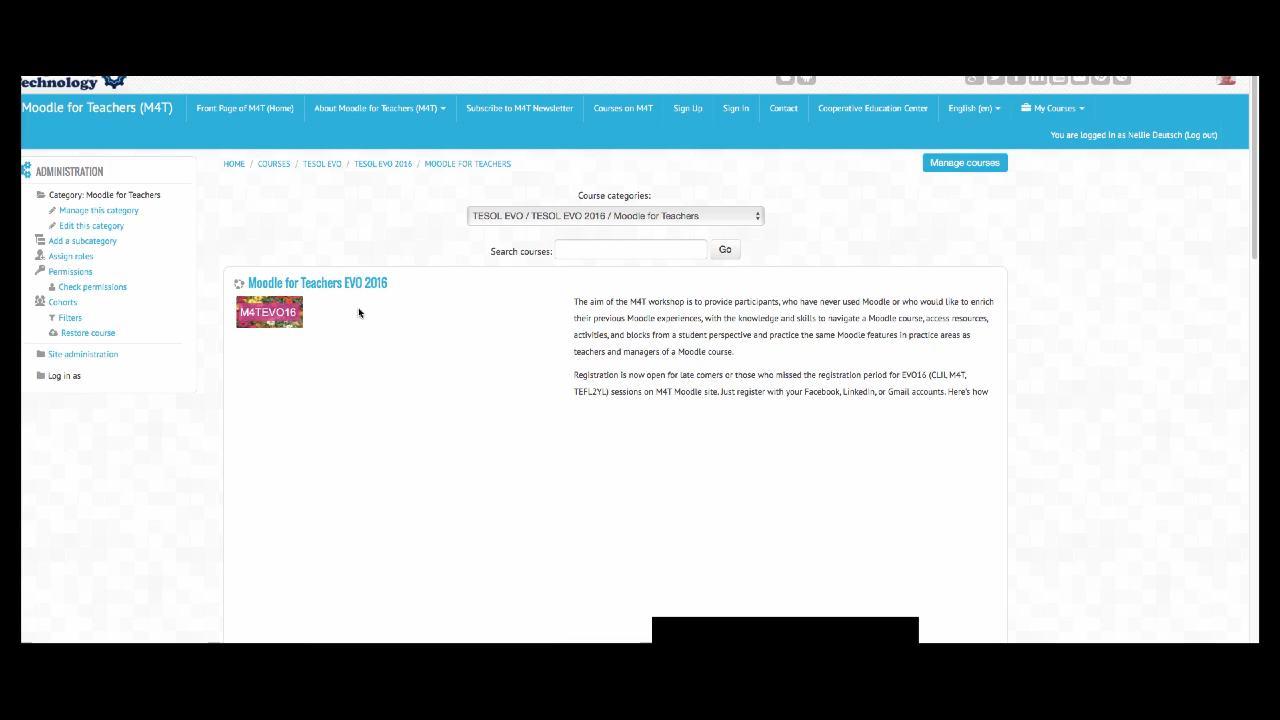 echnology
Moodle for Teachers (M4T)
Front Page of M4T (Home)
About Moodle for Teachers (M4T)
Subscribe to M4T Newsletter
Courses on M4T
Sign Up
Sign In
Contact
Cooperative Education Center
English (en)
My Courses
You are logged in as Nellie Deutsch (Log out)
HOME / COURSES / TESOL EVO / TESOL EVO 2016 / MOODLE FOR TEACHERS
Manage courses
ADMINISTRATION
Category: Moodle for Teachers
Manage this category
Edit this category
Add a subcategory
Assign roles
Permissions
Check permissions
Cohorts
Filters
Restore course
Site administration
Log in as
Course categories:
TESOL EVO / TESOL EVO 2016 / Moodle for Teachers
Search courses:
Go
Moodle for Teachers EVO 2016
M4TEVO16
The aim of the M4T workshop is to provide participants, who have never used Moodle or who would like to enrich
their previous Moodle experiences, with the knowledge and skills to navigate a Moodle course, access resources,
activities, and blocks from a student perspective and practice the same Moodle features in practice areas as
teachers and managers of a Moodle course.
Registration is now open for late comers or those who missed the registration period for EVO16 (CLIL, M4T,
TEFL2YL) sessions on M4T Moodle site. Just register with your Facebook, LinkedIn, or Gmail accounts. Here's how